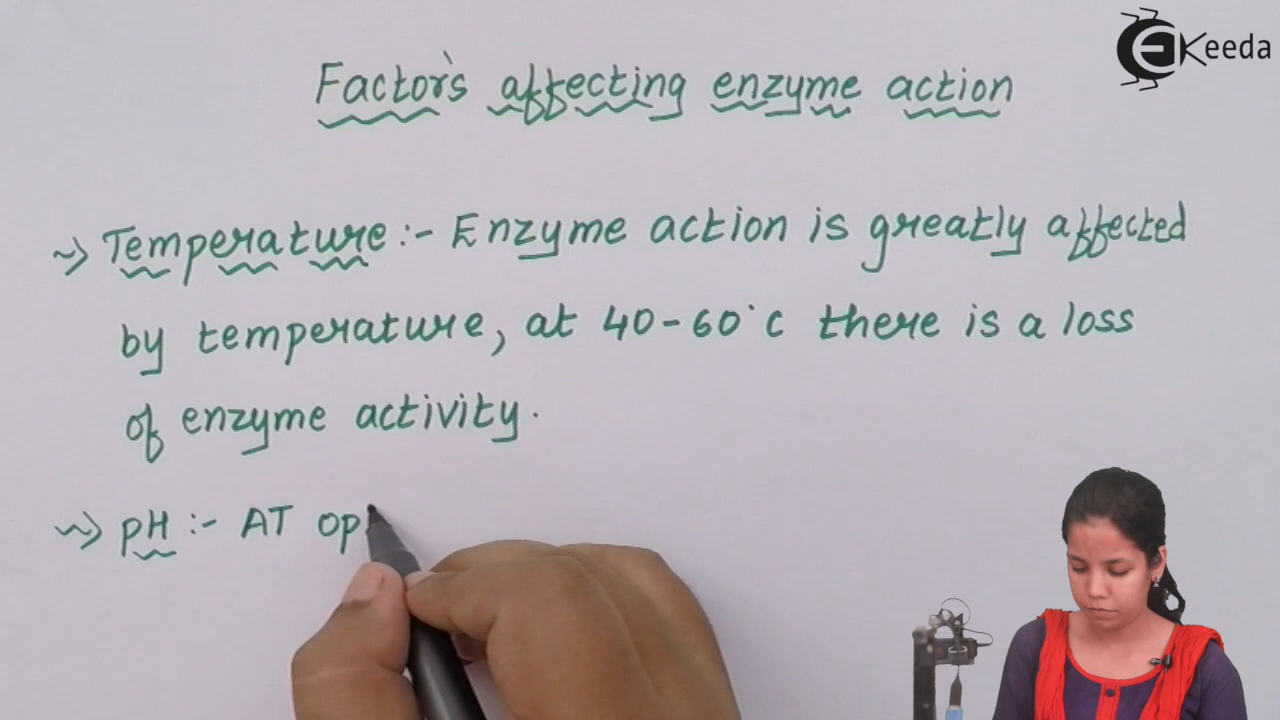 Ekeeda
Factor's affecting enzyme action
~> Temperature :- Enzyme action is greatly affected
by temperature, at 40-60°c there is a loss
of enzyme activity.
~> pH :- AT op